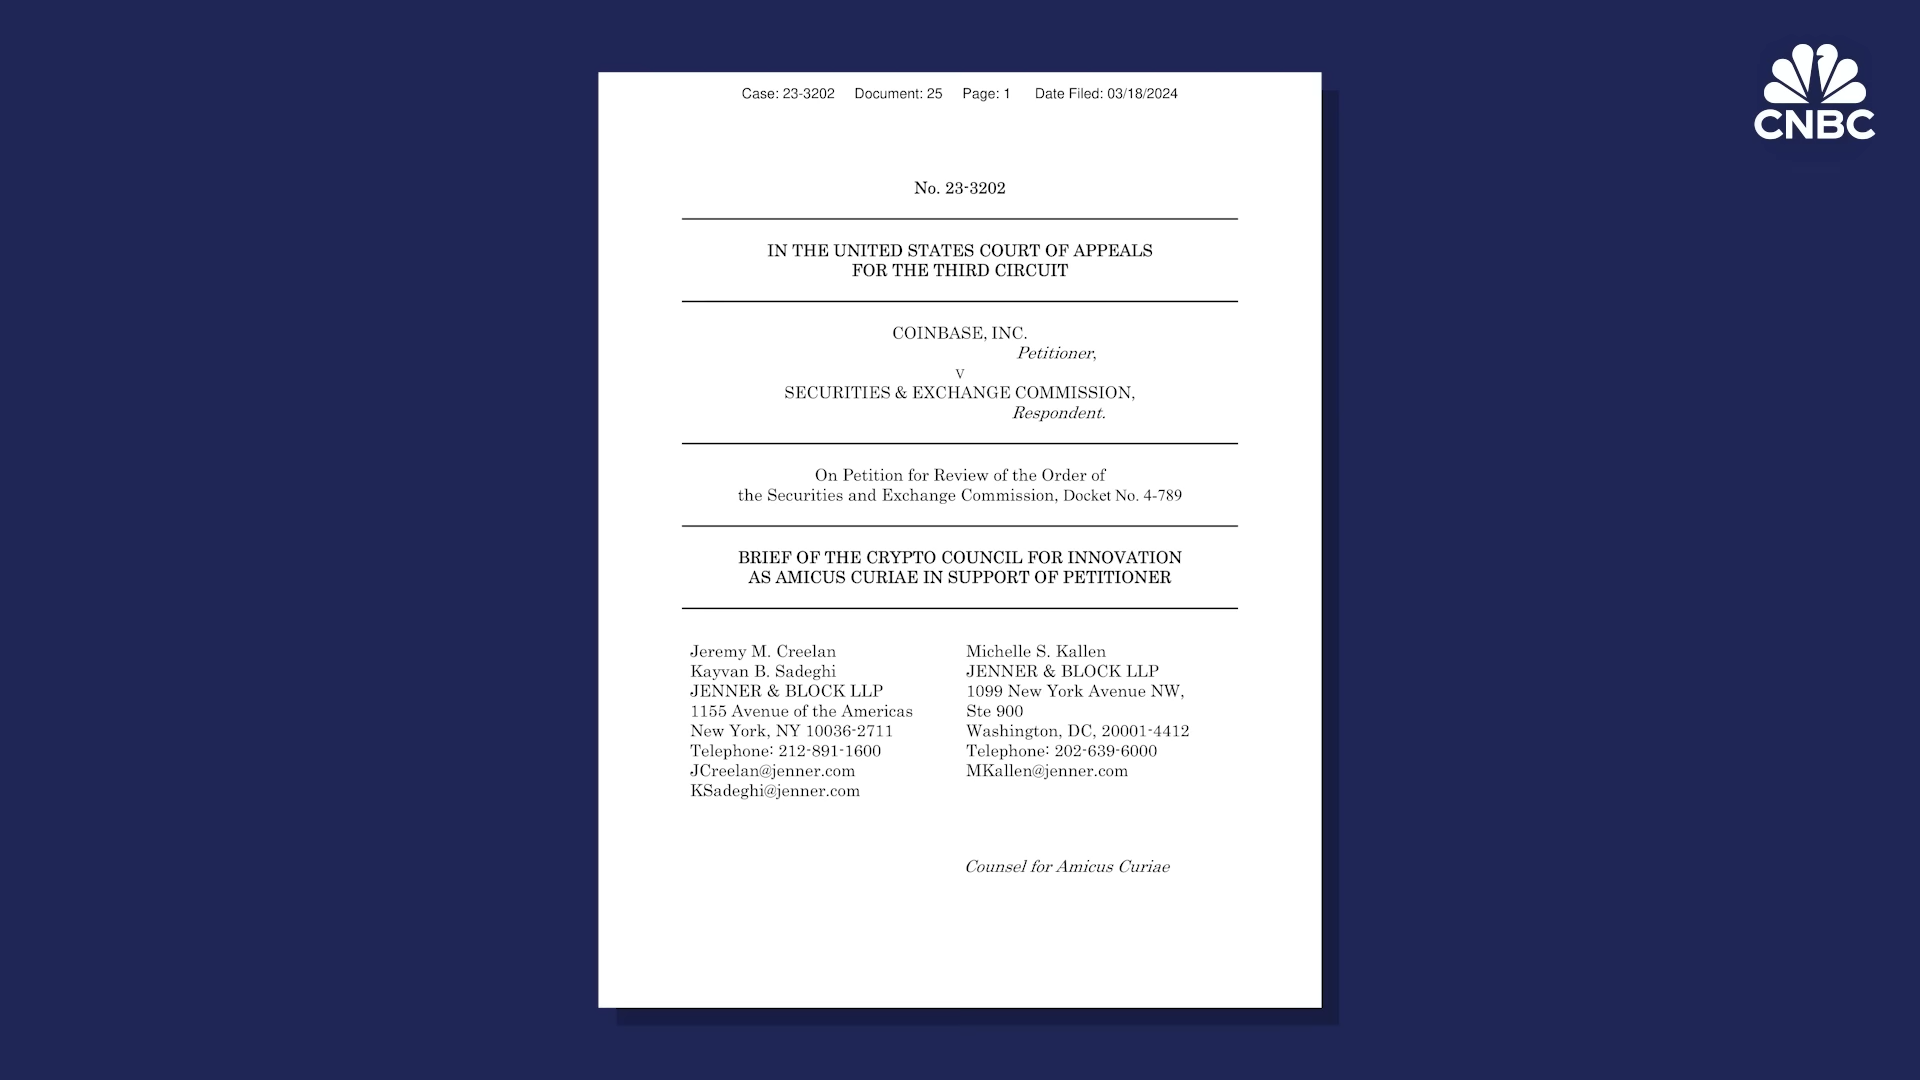 CNBC
Case: 23-3202 Document: 25 Page: 1 Date Filed: 03/18/2024
No. 23-3202
IN THE UNITED STATES COURT OF APPEALS
FOR THE THIRD CIRCUIT
COINBASE, INC.
Petitioner,
v
SECURITIES & EXCHANGE COMMISSION,
Respondent.
On Petition for Review of the Order of
the Securities and Exchange Commission, Docket No. 4-789
BRIEF OF THE CRYPTO COUNCIL FOR INNOVATION
AS AMICUS CURIAE IN SUPPORT OF PETITIONER
Jeremy M. Creelan
Kayvan B. Sadeghi
JENNER & BLOCK LLP
1155 Avenue of the Americas
New York, NY 10036-2711
Telephone: 212-891-1600
JCreelan@jenner.com
KSadeghi@jenner.com
Michelle S. Kallen
JENNER & BLOCK LLP
1099 New York Avenue NW,
Ste 900
Washington, DC, 20001-4412
Telephone: 202-639-6000
MKallen@jenner.com
Counsel for Amicus Curiae